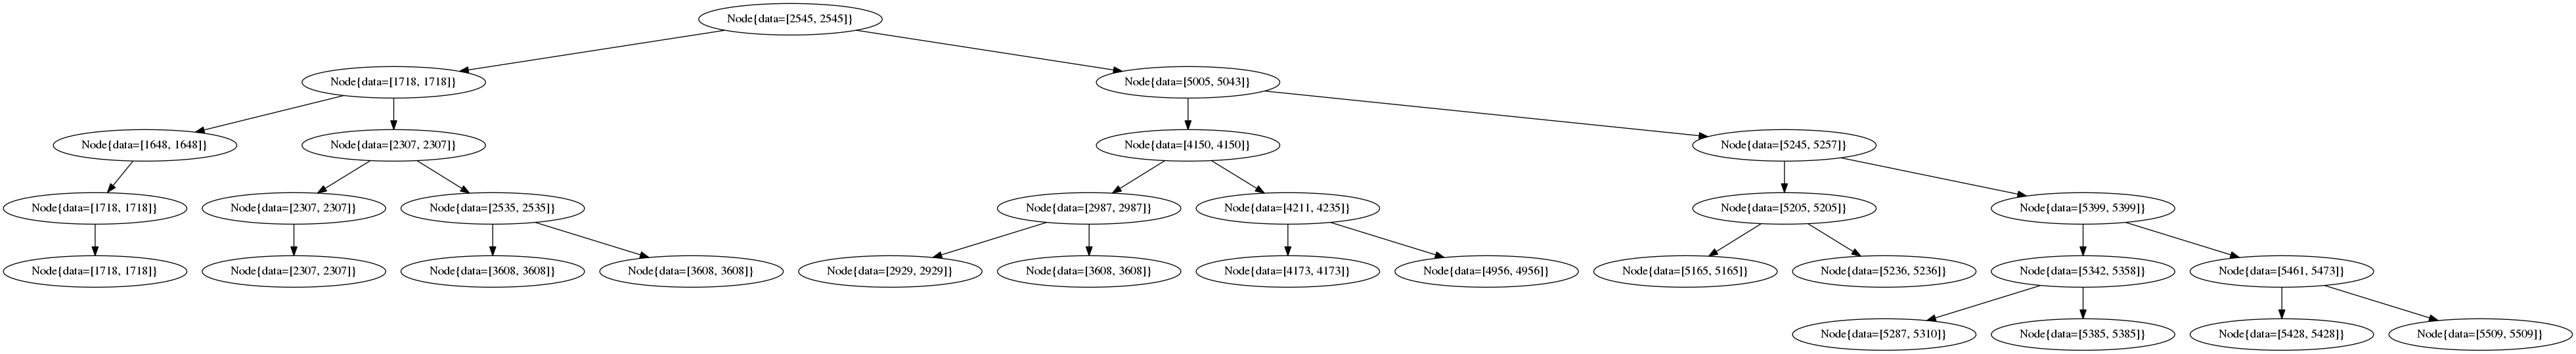 Node{data=[2545, 2545]}
Node{data=[1718, 1718]}
Node{data=[5005, 5043]}
Node{data=[1648, 1648]}
Node{data=[2307, 2307]}
Node{data=[4150, 4150]}
Node{data=[5245, 5257]}
Node{data=[1718, 1718]}
Node{data=[2307, 2307]}
Node{data=[2535, 2535]}
Node{data=[2987, 2987]}
Node{data=[4211, 4235]}
Node{data=[5205, 5205]}
Node{data=[5399, 5399]}
Node{data=[1718, 1718]}
Node{data=[2307, 2307]}
Node{data=[3608, 3608]}
Node{data=[3608, 3608]}
Node{data=[2929, 2929]}
Node{data=[3608, 3608]}
Node{data=[4173, 4173]}
Node{data=[4956, 4956]}
Node{data=[5165, 5165]}
Node{data=[5236, 5236]}
Node{data=[5342, 5358]}
Node{data=[5461, 5473]}
Node{data=[5287, 5310]}
Node{data=[5385, 5385]}
Node{data=[5428, 5428]}
Node{data=[5509, 5509]}